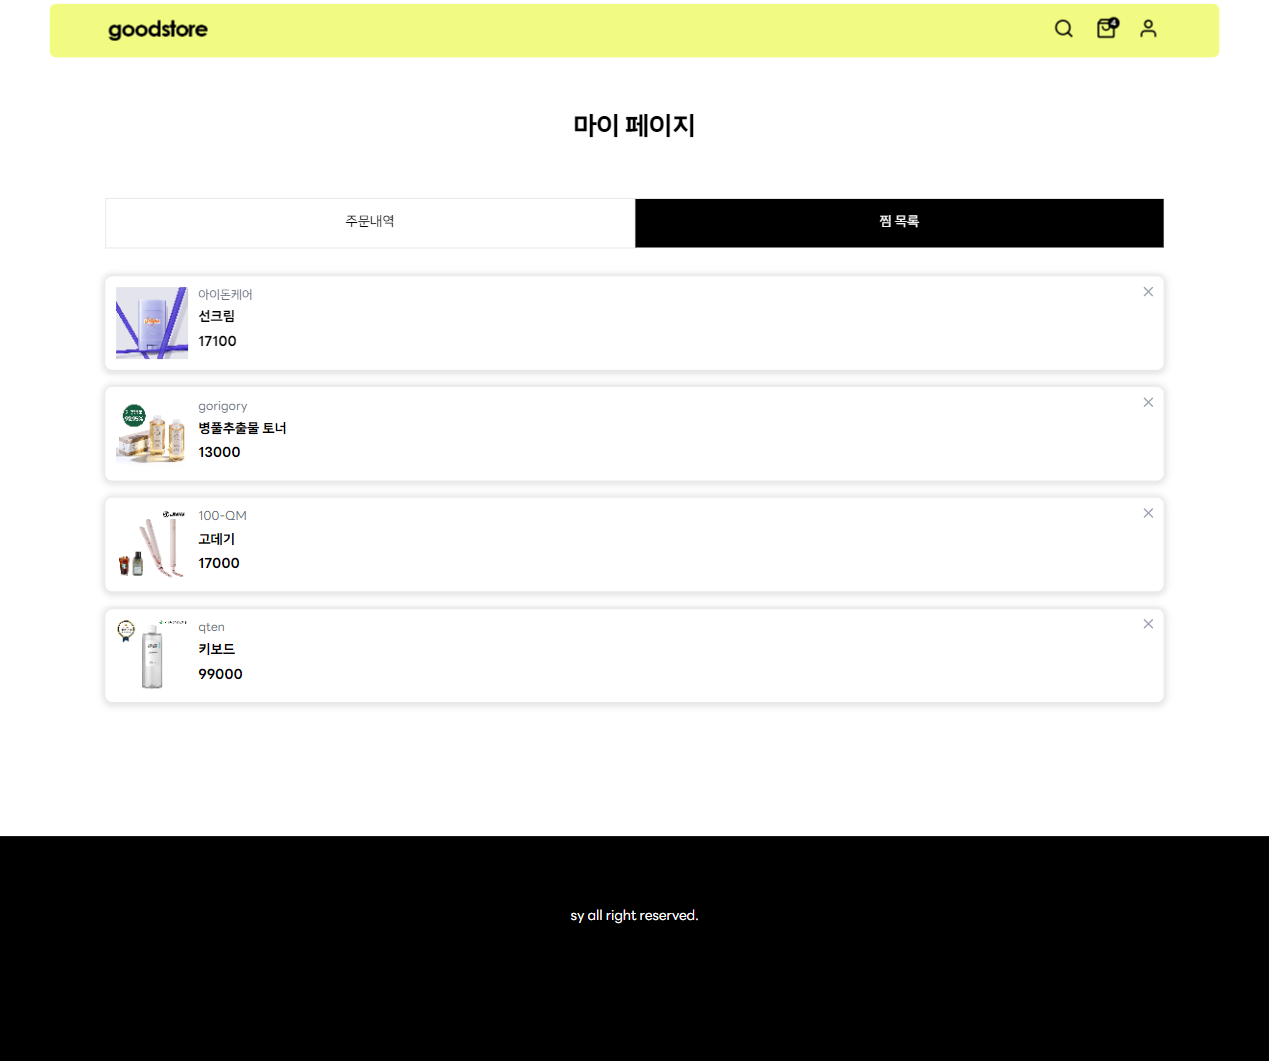 goodstore
4
마이 페이지
주문내역
찜 목록
아이돈케어
선크림
17100
gorigory
병풀추출물 토너
13000
100-QM
고데기
17000
qten
키보드
99000
sy all right reserved.